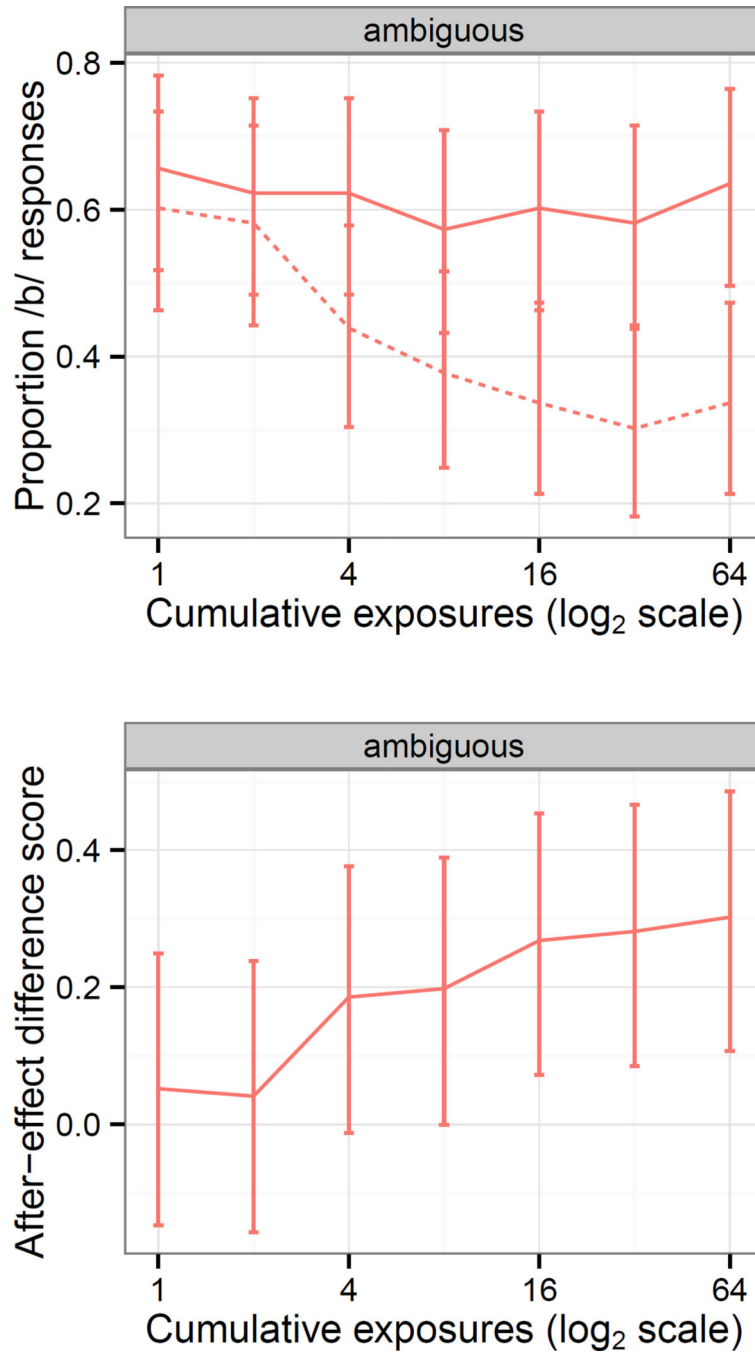 ambiguous
Proportion /b/ responses
0.8
0.6
0.4
0.2
1 4 16 64
Cumulative exposures (log₂ scale)
ambiguous
After−effect difference score
0.4
0.2
0.0
1 4 16 64
Cumulative exposures (log₂ scale)